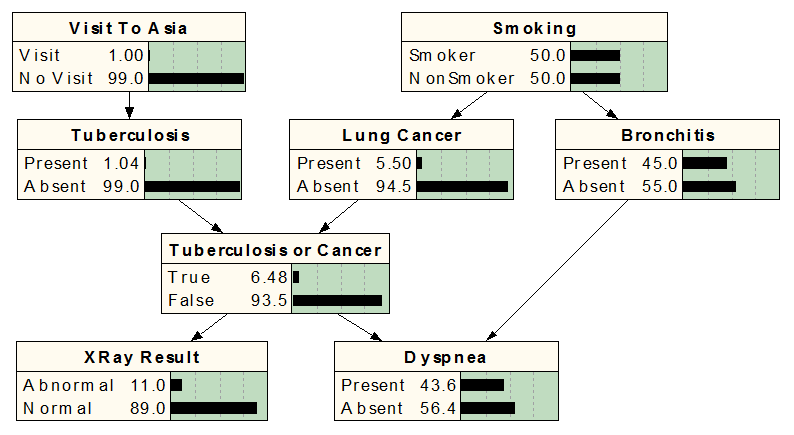 Visit To Asia
Visit 1.00
No Visit 99.0
Smoking
Smoker 50.0
NonSmoker 50.0
Tuberculosis
Present 1.04
Absent 99.0
Lung Cancer
Present 5.50
Absent 94.5
Bronchitis
Present 45.0
Absent 55.0
Tuberculosis or Cancer
True 6.48
False 93.5
XRay Result
Abnormal 11.0
Normal 89.0
Dyspnea
Present 43.6
Absent 56.4